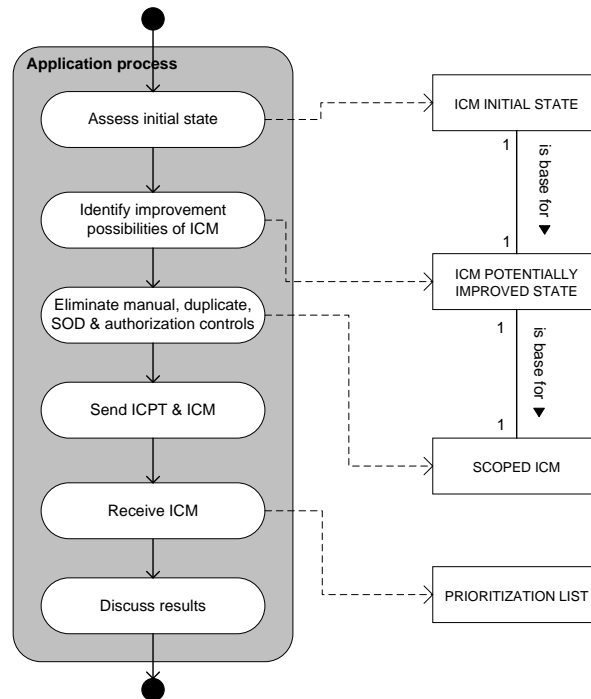 Application process
Assess initial state
ICM INITIAL STATE
1
is base for ▼
1
Identify improvement
possibilities of ICM
ICM POTENTIALLY
IMPROVED STATE
Eliminate manual, duplicate,
SOD & authorization controls
1
is base for ▼
1
Send ICPT & ICM
SCOPED ICM
Receive ICM
PRIORITIZATION LIST
Discuss results